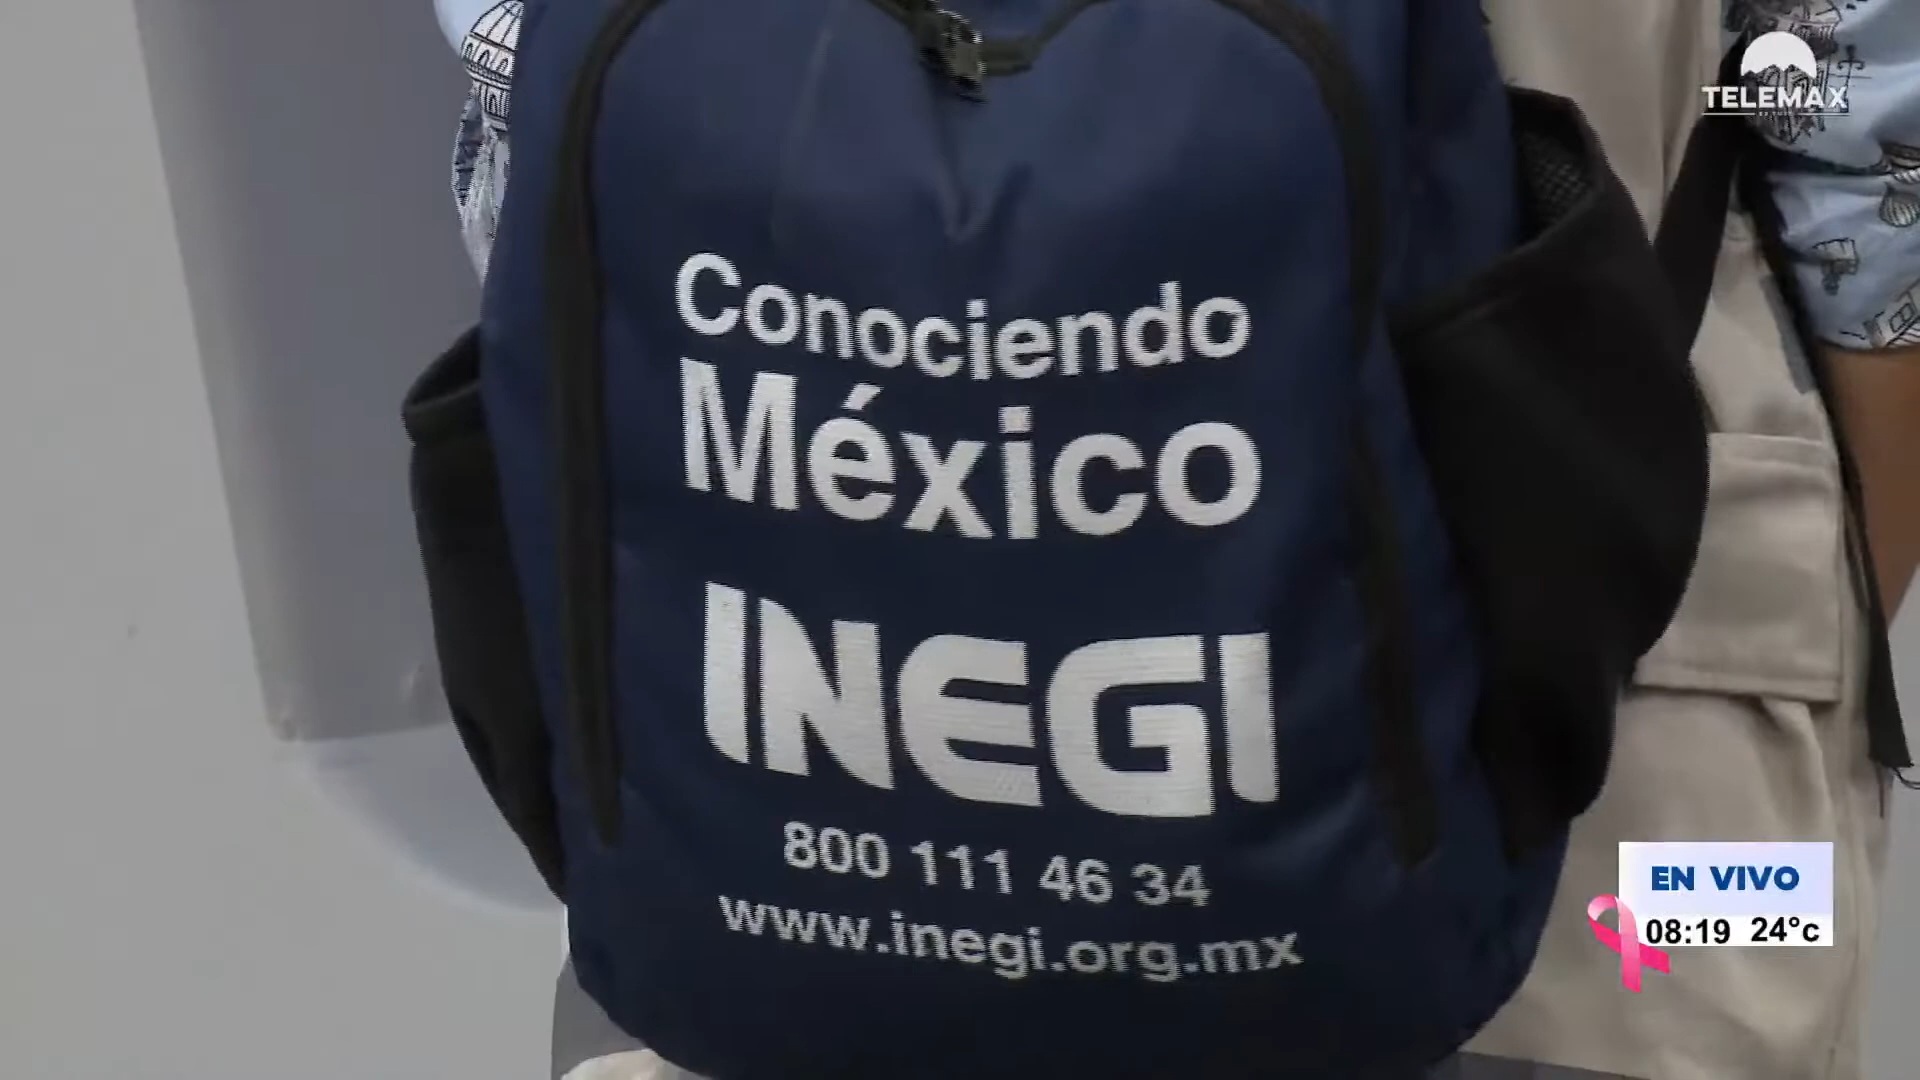 TELEMAX
Conociendo
México
INEGI
800 111 46 34
www.inegi.org.mx
EN VIVO
08:19 24°c